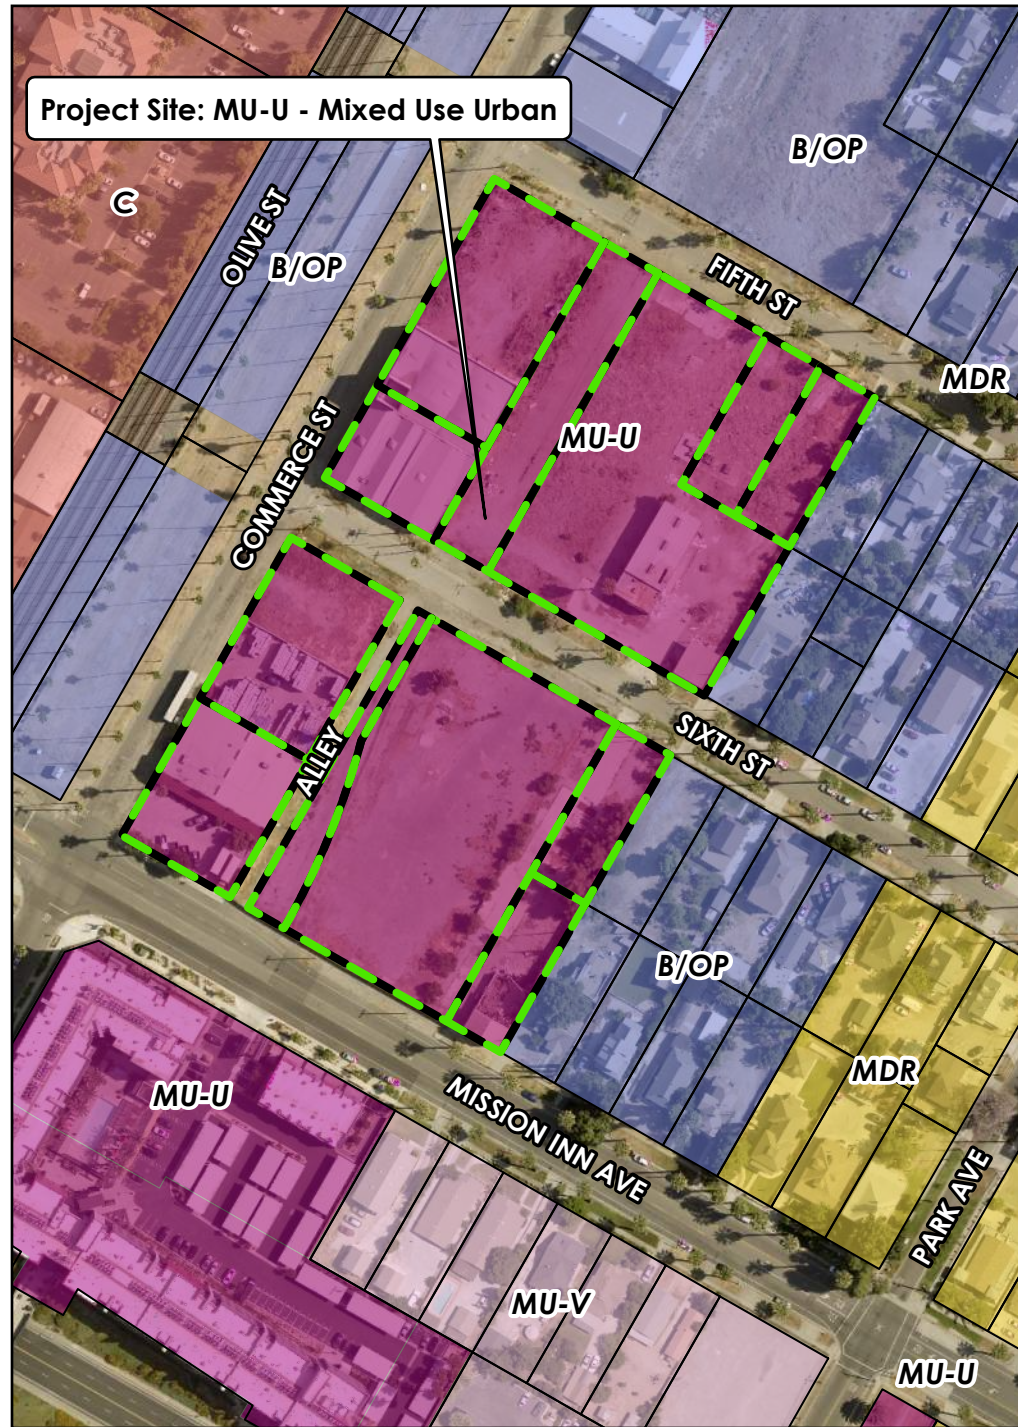 Project Site: MU-U - Mixed Use Urban
B/OP
C
OLIVE ST
B/OP
FIFTH ST
MDR
MU-U
COMMERCE ST
SIXTH ST
ALLEY
B/OP
MDR
MU-U
MISSION INN AVE
PARK AVE
MU-V
MU-U